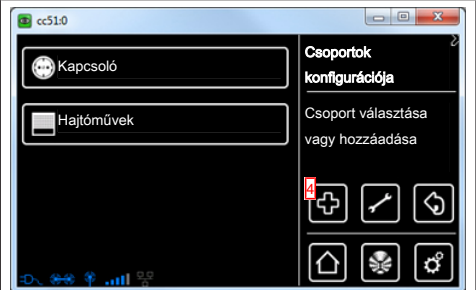 cc51:0
Kapcsoló
Hajtóművek
Csoportok
konfigurációja
Csoport választása
vagy hozzáadása
4